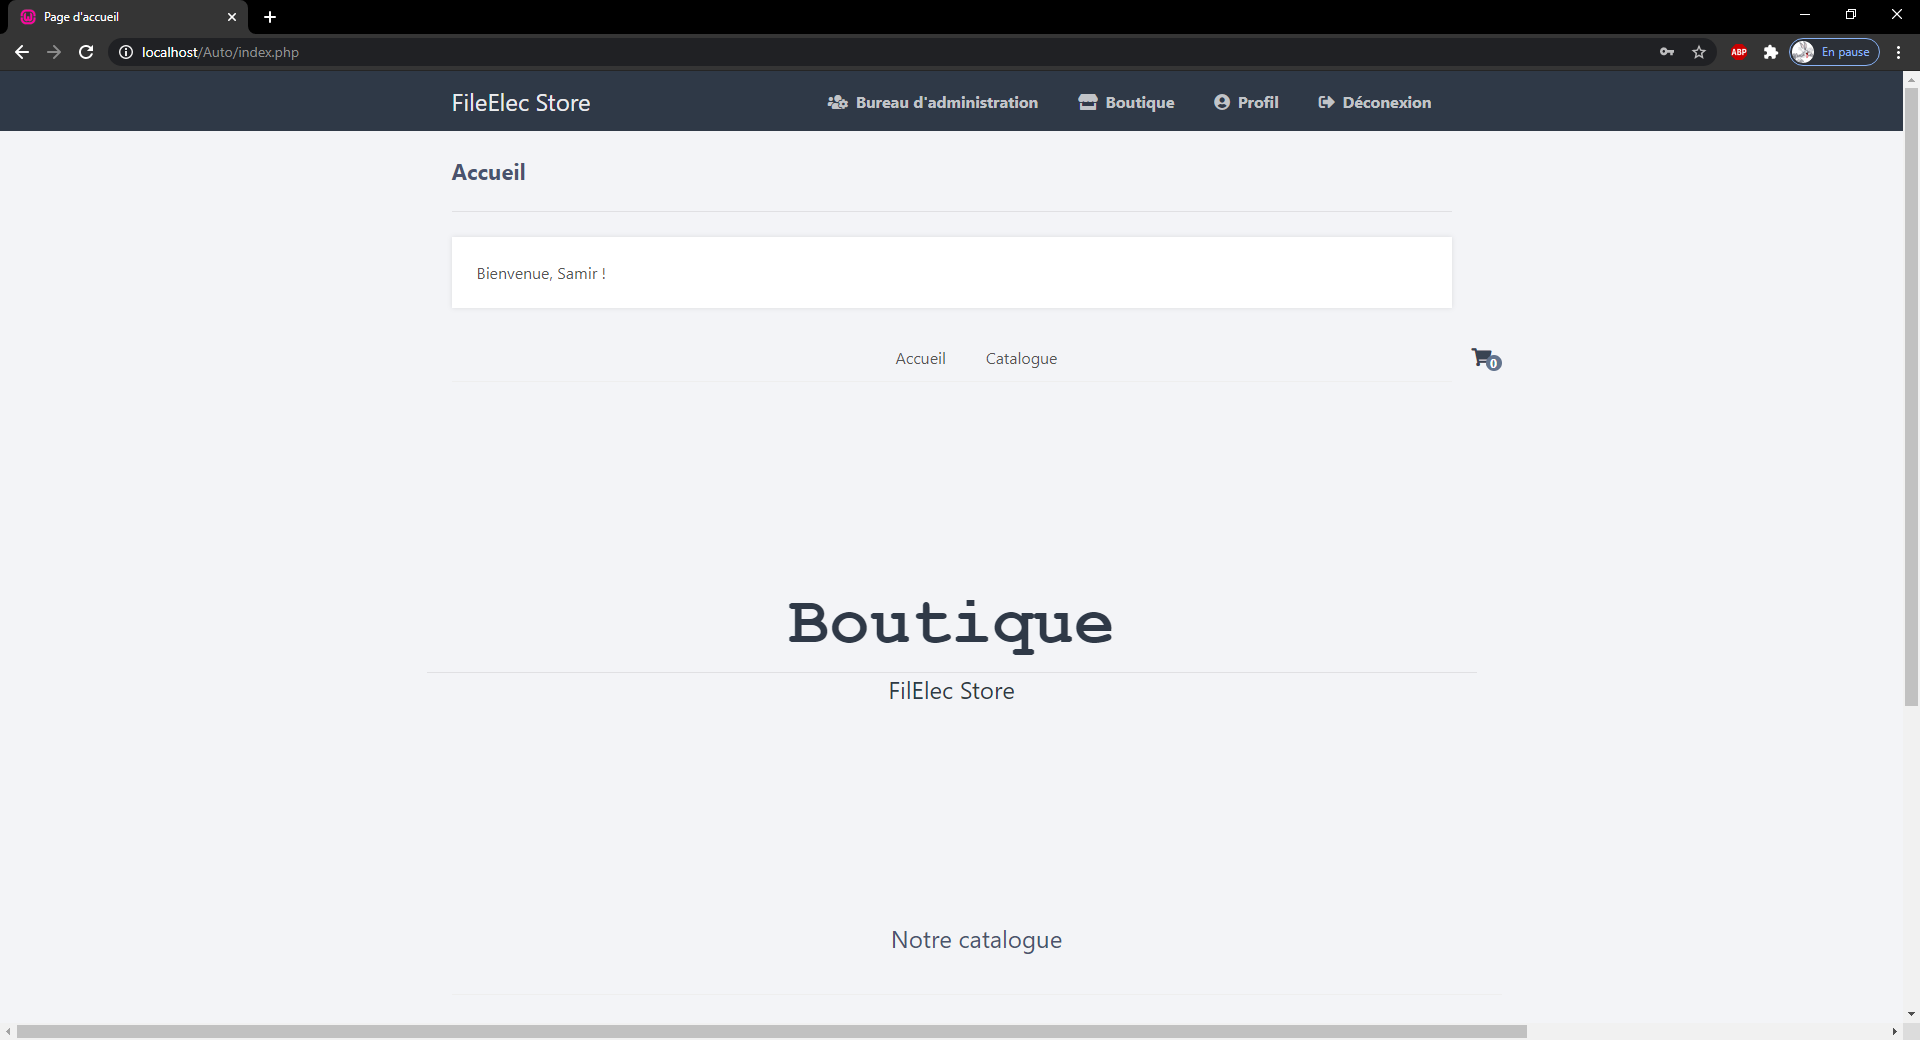 Page d'accueil
localhost/Auto/index.php
ABP
En pause
FileElec Store
Bureau d'administration
Boutique
Profil
Déconexion
Accueil
Bienvenue, Samir !
Accueil
Catalogue
0
Boutique
FilElec Store
Notre catalogue